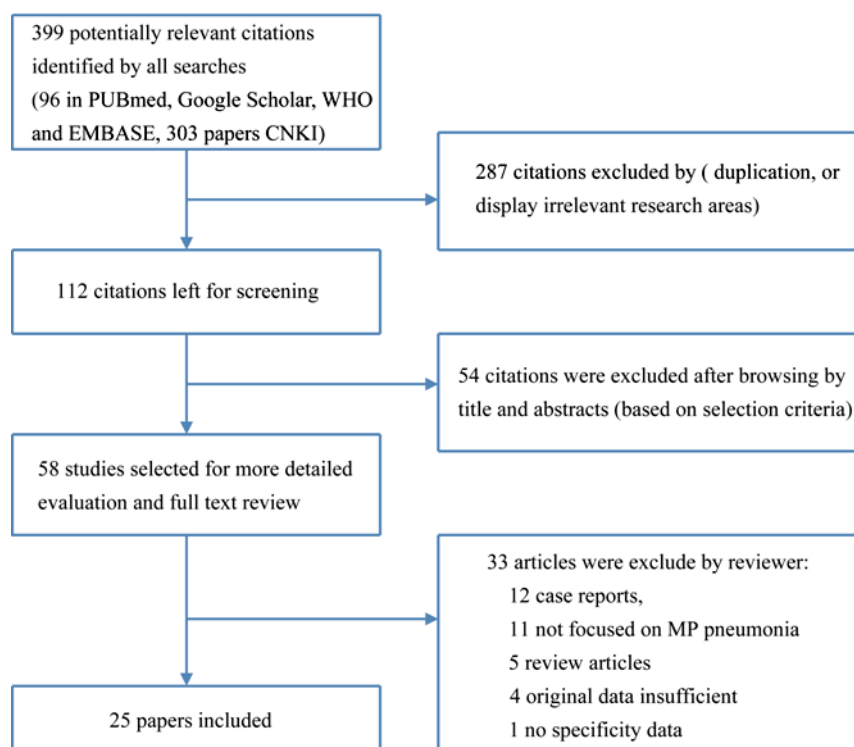 399 potentially relevant citations
identified by all searches
(96 in PUBmed, Google Scholar, WHO
and EMBASE, 303 papers CNKI)
287 citations excluded by ( duplication, or
display irrelevant research areas)
112 citations left for screening
54 citations were excluded after browsing by
title and abstracts (based on selection criteria)
58 studies selected for more detailed
evaluation and full text review
33 articles were exclude by reviewer:
12 case reports,
11 not focused on MP pneumonia
5 review articles
4 original data insufficient
1 no specificity data
25 papers included